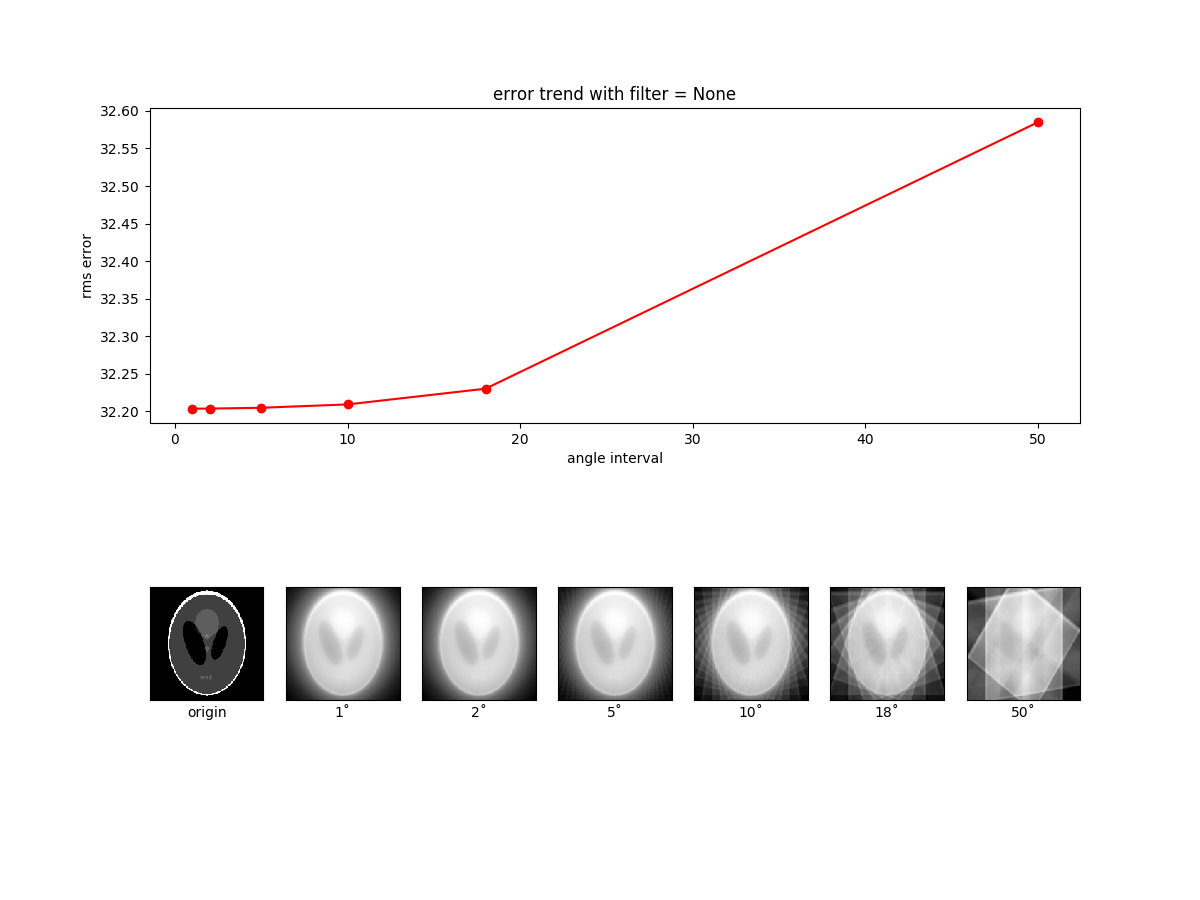 error trend with filter = None
32.60
32.55
32.50
32.45
32.40
32.35
32.30
32.25
32.20
rms error
0 10 20 30 40 50
angle interval
origin 1˚ 2˚ 5˚ 10˚ 18˚ 50˚